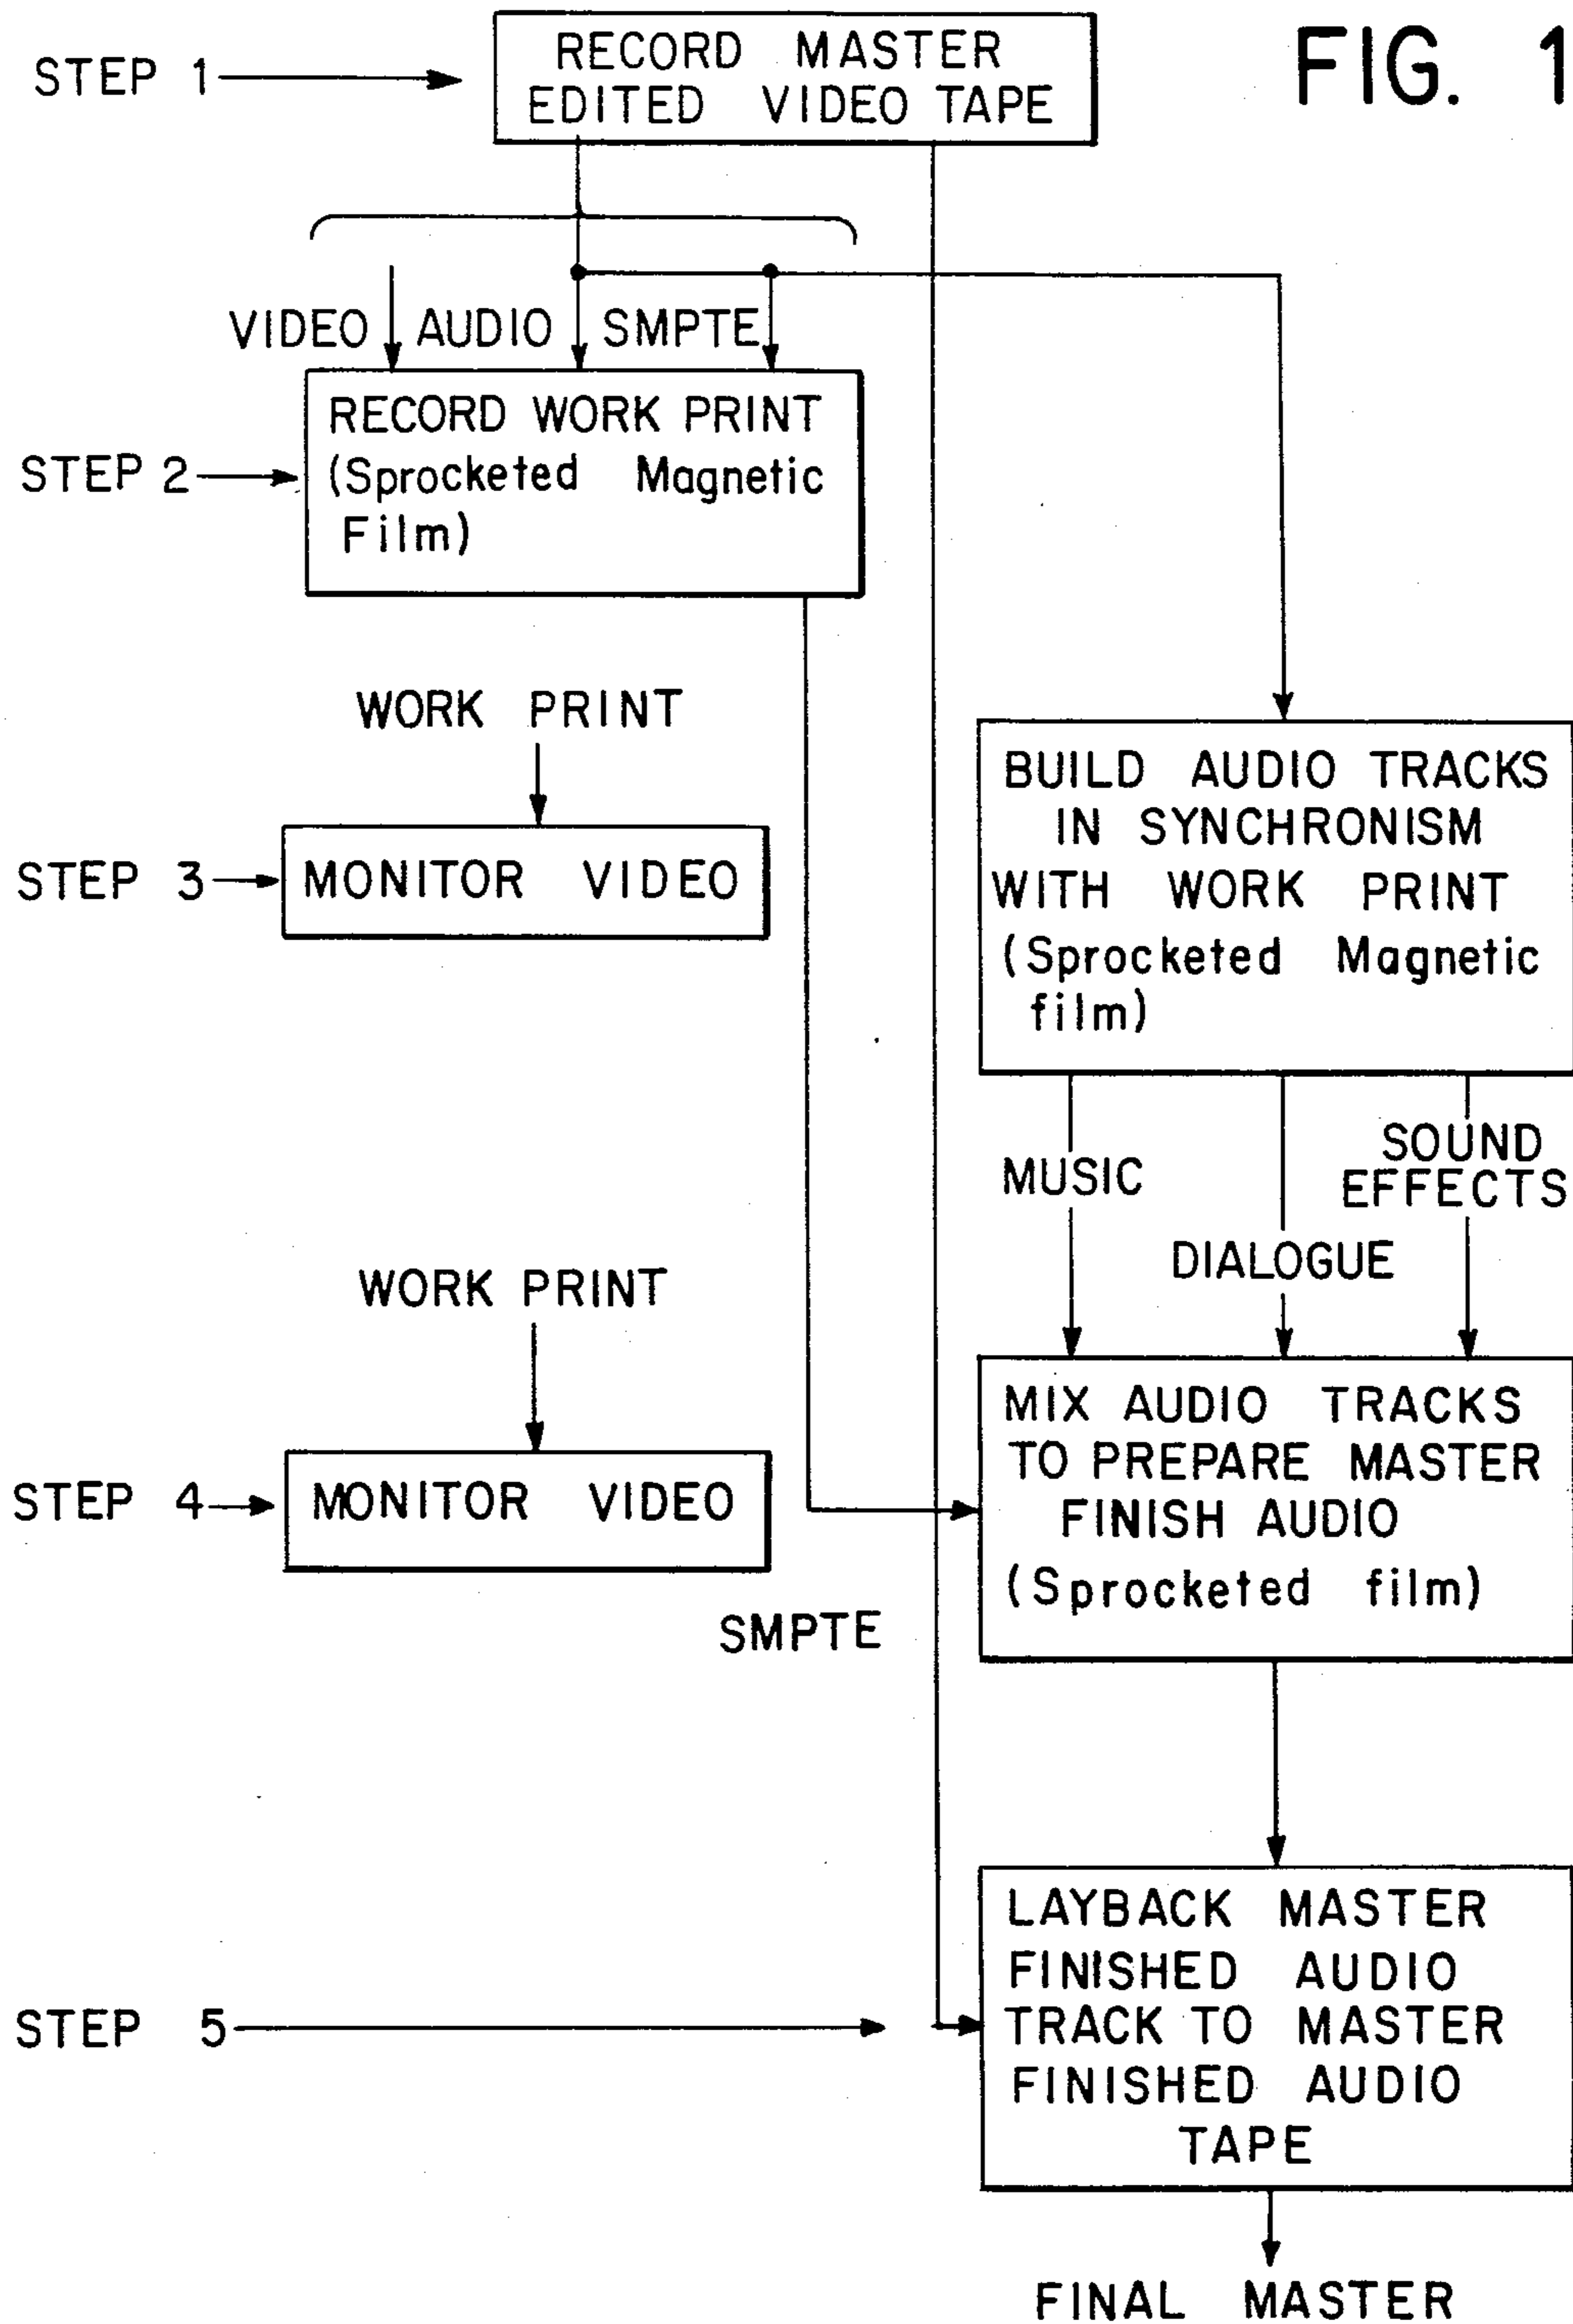 FIG. 1
STEP 1
RECORD MASTER
EDITED VIDEO TAPE
VIDEO AUDIO SMPTE
STEP 2
RECORD WORK PRINT
(Sprocketed Magnetic
Film)
WORK PRINT
STEP 3
MONITOR VIDEO
BUILD AUDIO TRACKS
IN SYNCHRONISM
WITH WORK PRINT
(Sprocketed Magnetic
film)
MUSIC
DIALOGUE
SOUND
EFFECTS
WORK PRINT
STEP 4
MONITOR VIDEO
MIX AUDIO TRACKS
TO PREPARE MASTER
FINISH AUDIO
(Sprocketed film)
SMPTE
STEP 5
LAYBACK MASTER
FINISHED AUDIO
TRACK TO MASTER
FINISHED AUDIO
TAPE
FINAL MASTER